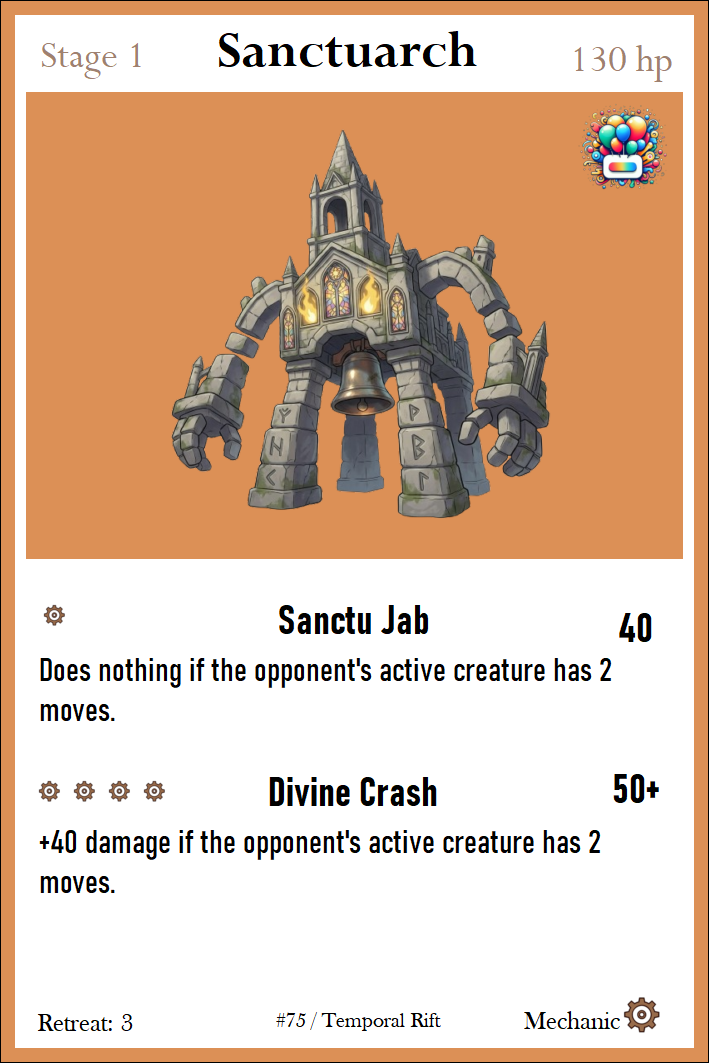 Stage 1 Sanctuarch 130 hp
Sanctu Jab 40
Does nothing if the opponent's active creature has 2
moves.
Divine Crash 50+
+40 damage if the opponent's active creature has 2
moves.
Retreat: 3 #75 / Temporal Rift Mechanic